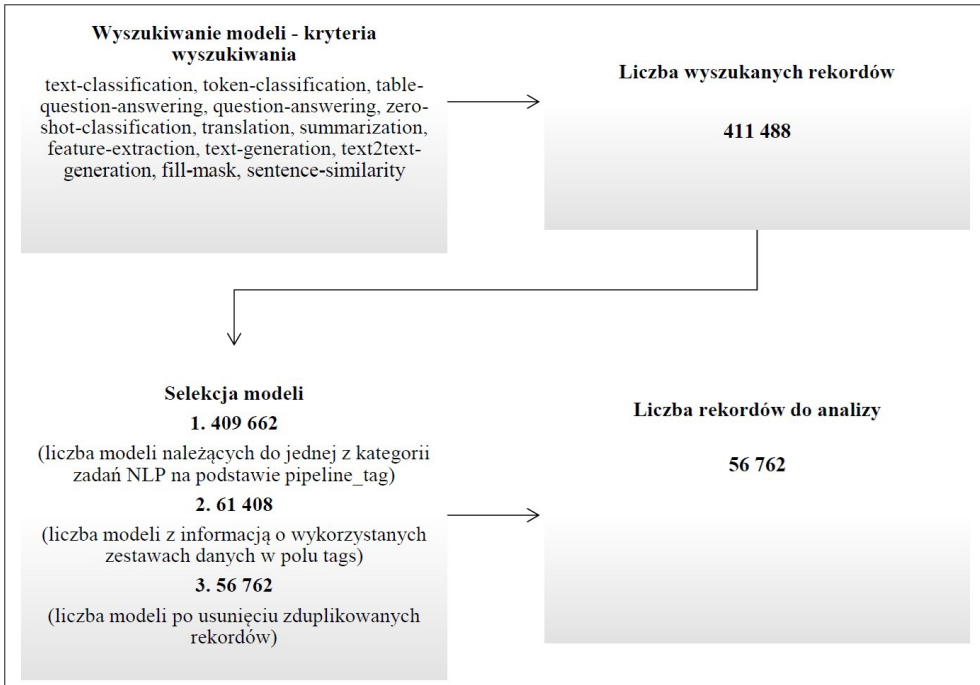 Wyszukiwanie modeli - kryteria
wyszukiwania
text-classification, token-classification, table-
question-answering, question-answering, zero-
shot-classification, translation, summarization,
feature-extraction, text-generation, text2text-
generation, fill-mask, sentence-similarity
Liczba wyszukanych rekordów
411 488
Selekcja modeli
1. 409 662
(liczba modeli należących do jednej z kategorii
zadań NLP na podstawie pipeline_tag)
2. 61 408
(liczba modeli z informacją o wykorzystanych
zestawach danych w polu tags)
3. 56 762
(liczba modeli po usunięciu zduplikowanych
rekordów)
Liczba rekordów do analizy
56 762